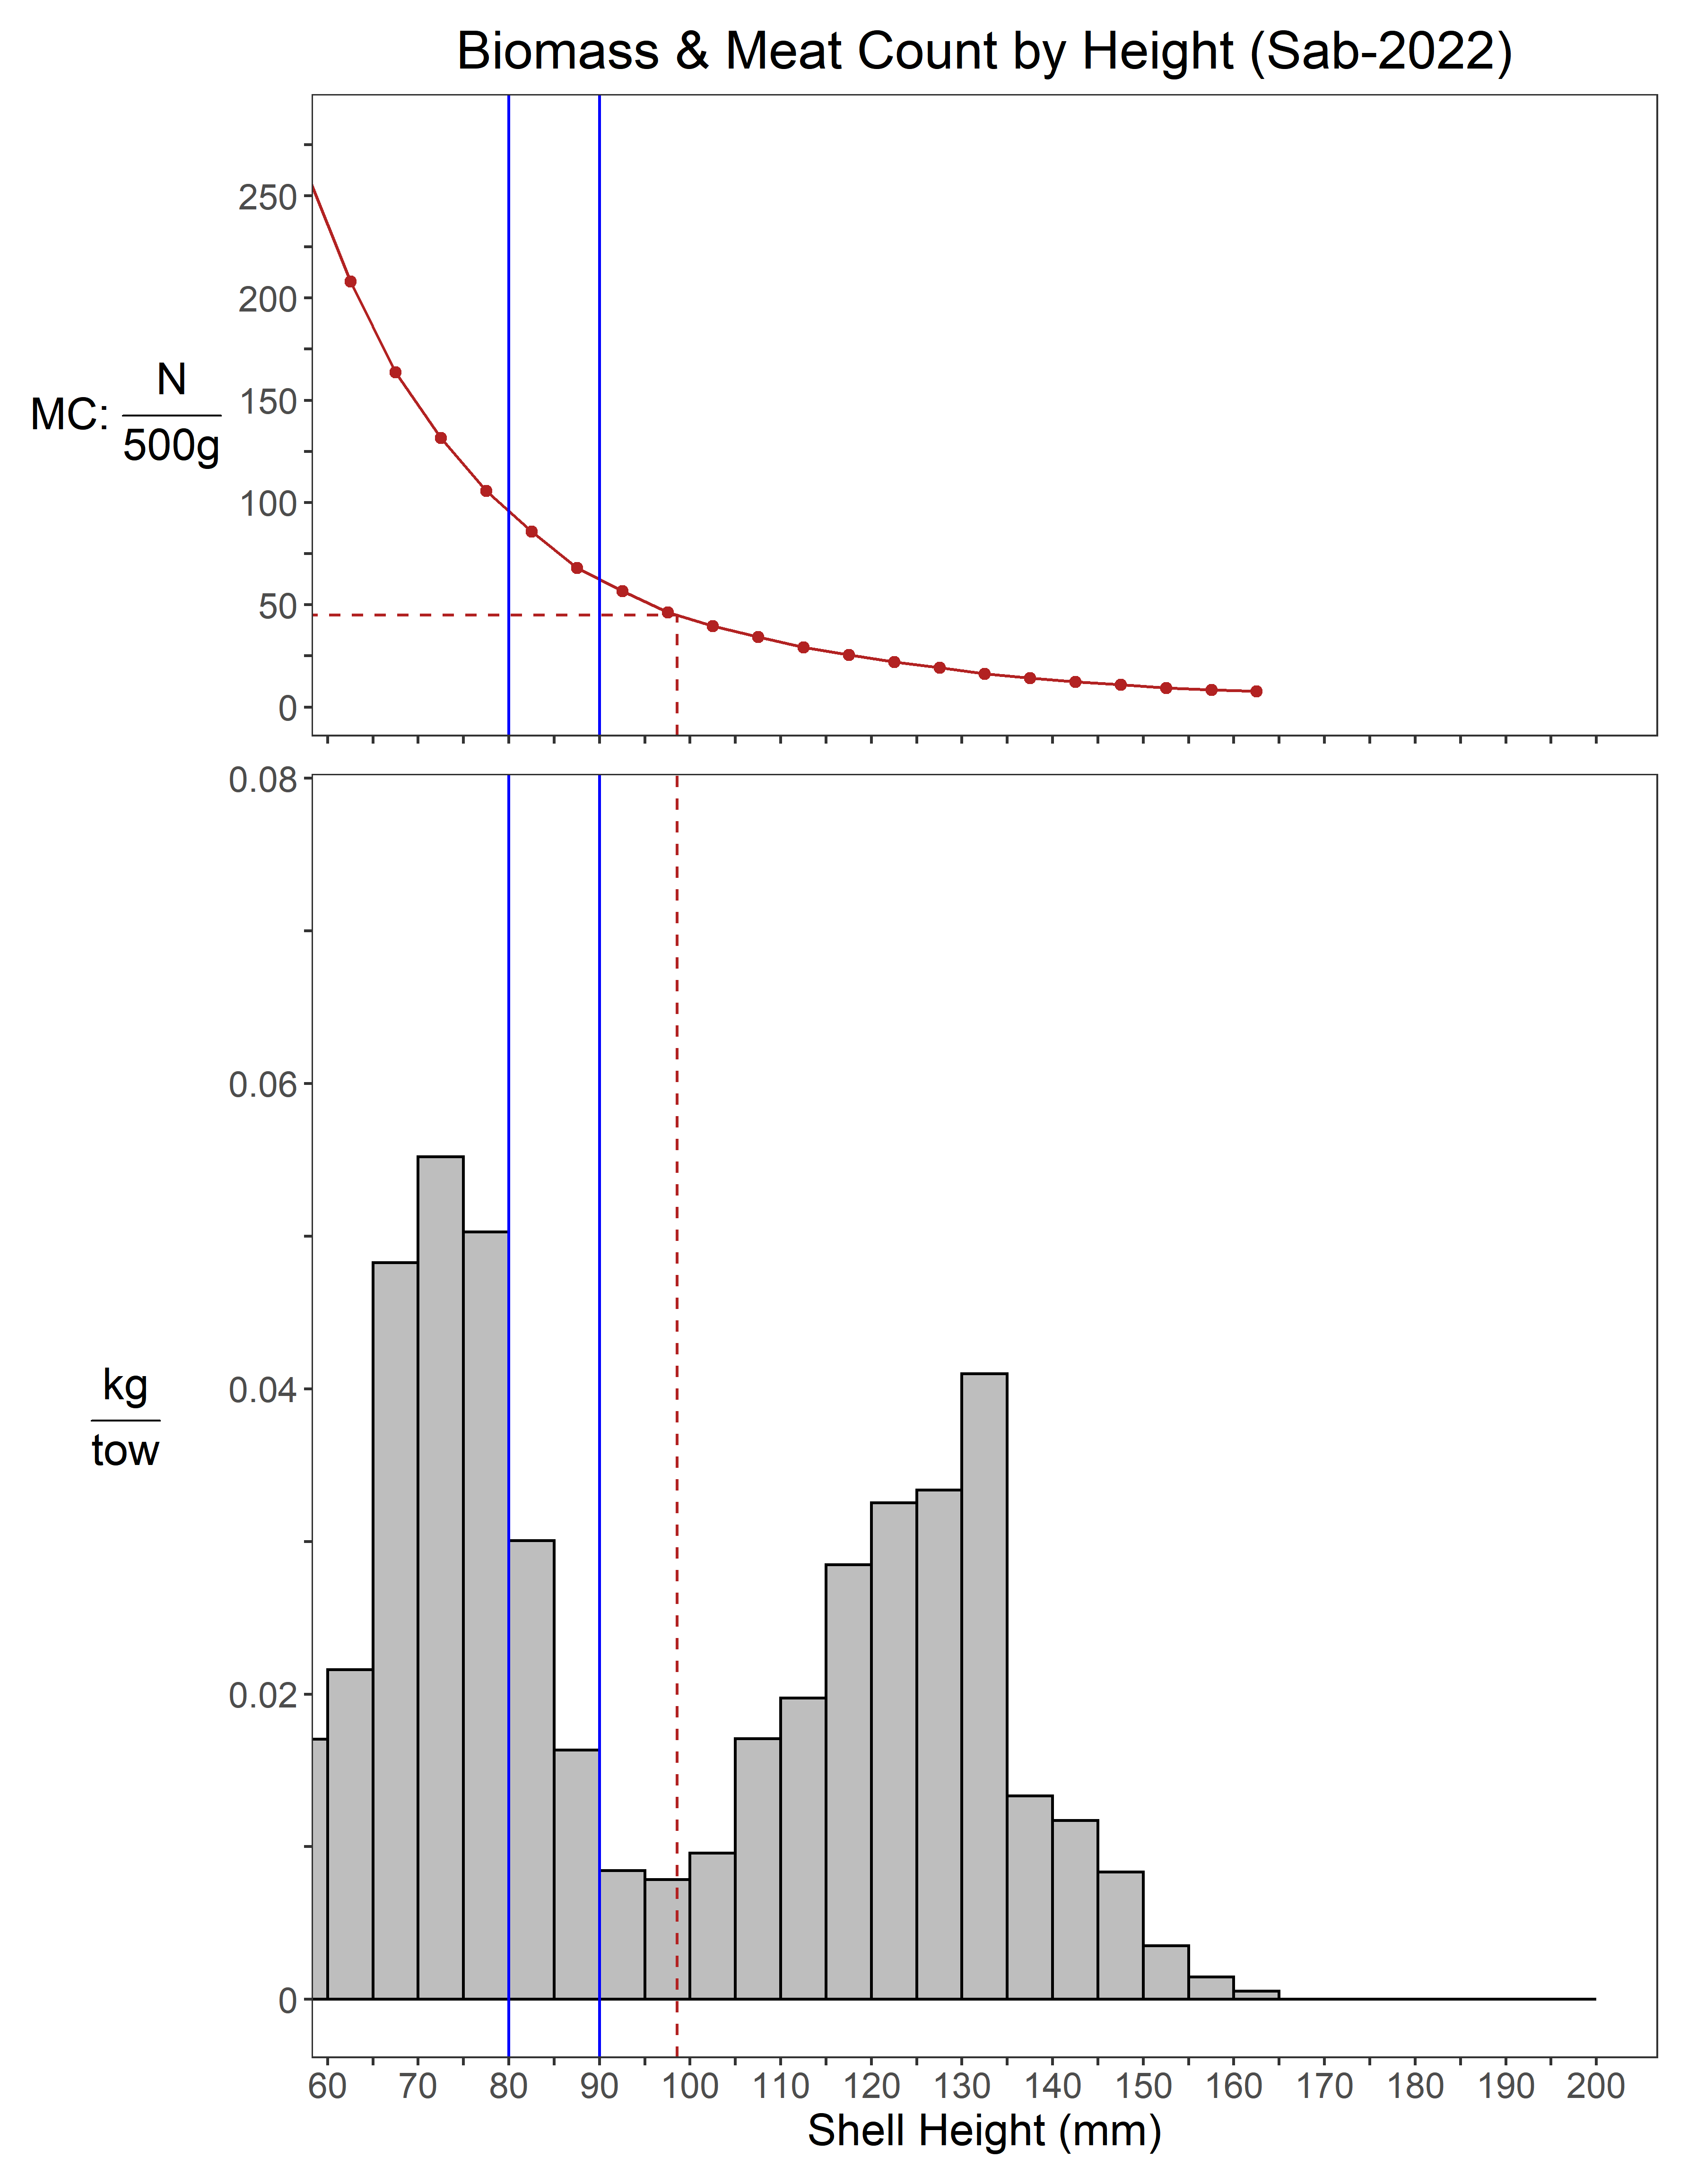 Biomass & Meat Count by Height (Sab-2022)
250
200
150
100
50
0
MC: N
500g
0.08
0.06
0.04
0.02
0
kg
tow
60 70 80 90 100 110 120 130 140 150 160 170 180 190 200
Shell Height (mm)